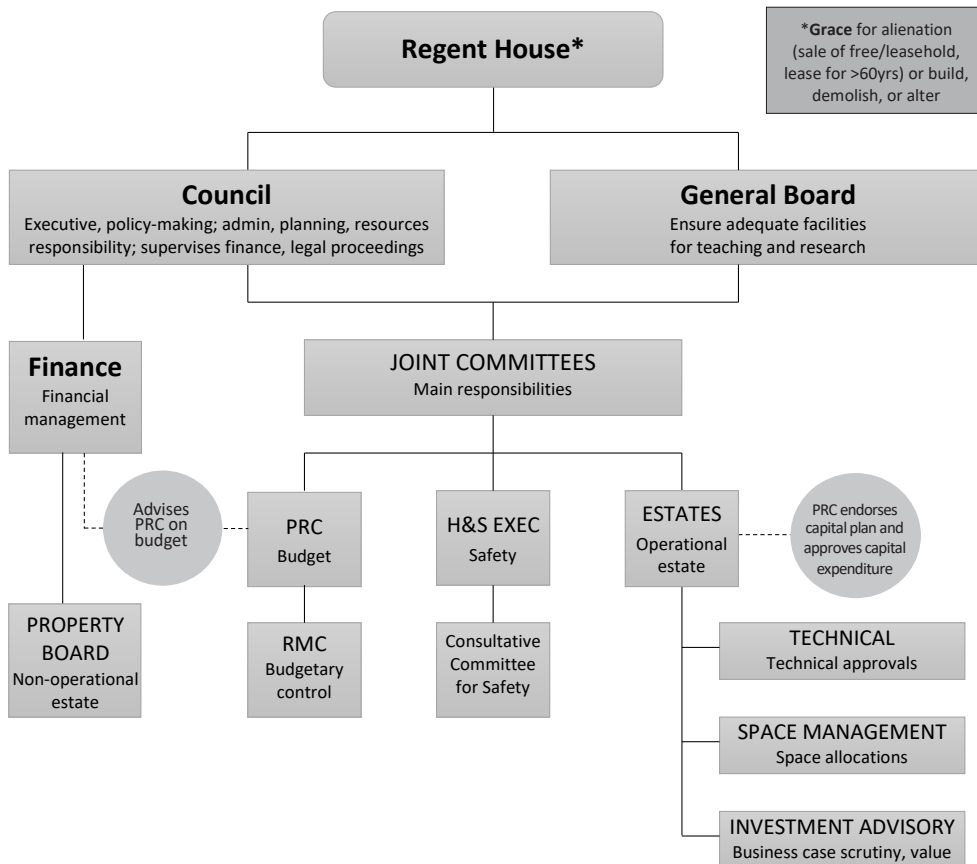 Regent House*
*Grace for alienation
(sale of free/leasehold,
lease for >60yrs) or build,
demolish, or alter
Council
Executive, policy-making; admin, planning, resources
responsibility; supervises finance, legal proceedings
General Board
Ensure adequate facilities
for teaching and research
Finance
Financial
management
JOINT COMMITTEES
Main responsibilities
Advises
PRC on
budget
PRC
Budget
H&S EXEC
Safety
ESTATES
Operational
estate
PRC endorses
capital plan and
approves capital
expenditure
PROPERTY
BOARD
Non-operational
estate
RMC
Budgetary
control
Consultative
Committee
for Safety
TECHNICAL
Technical approvals
SPACE MANAGEMENT
Space allocations
INVESTMENT ADVISORY
Business case scrutiny, value